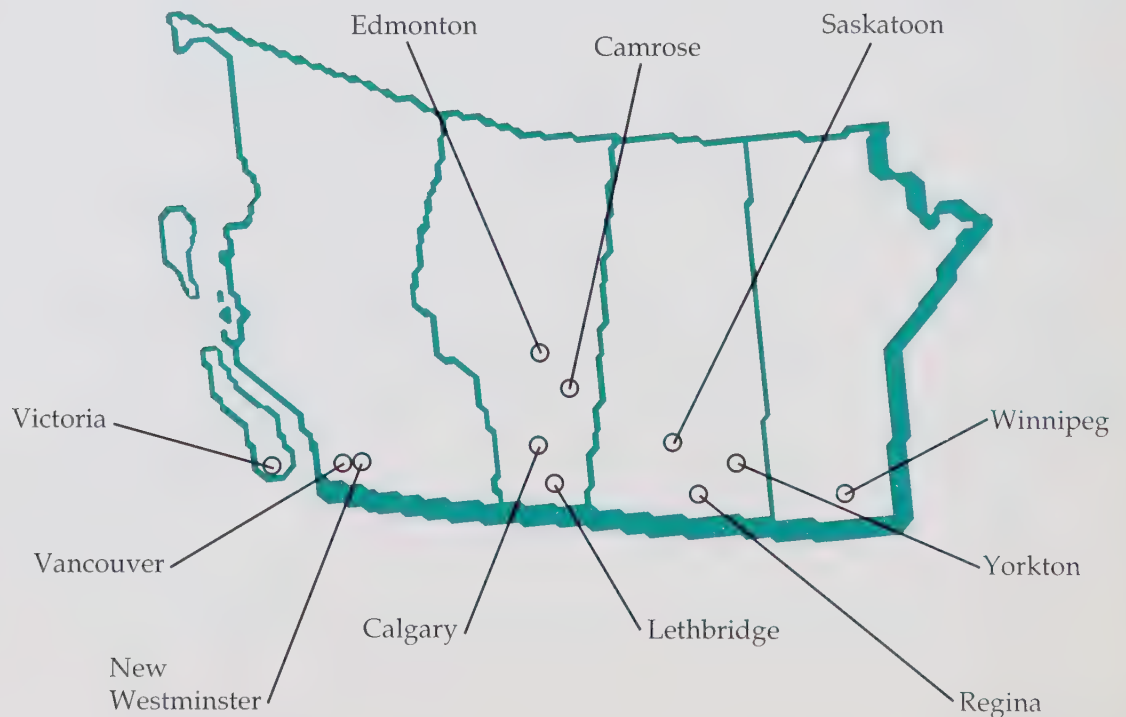 Edmonton
Camrose
Saskatoon
Victoria
Winnipeg
Vancouver
Yorkton
Calgary
Lethbridge
New
Westminster
Regina